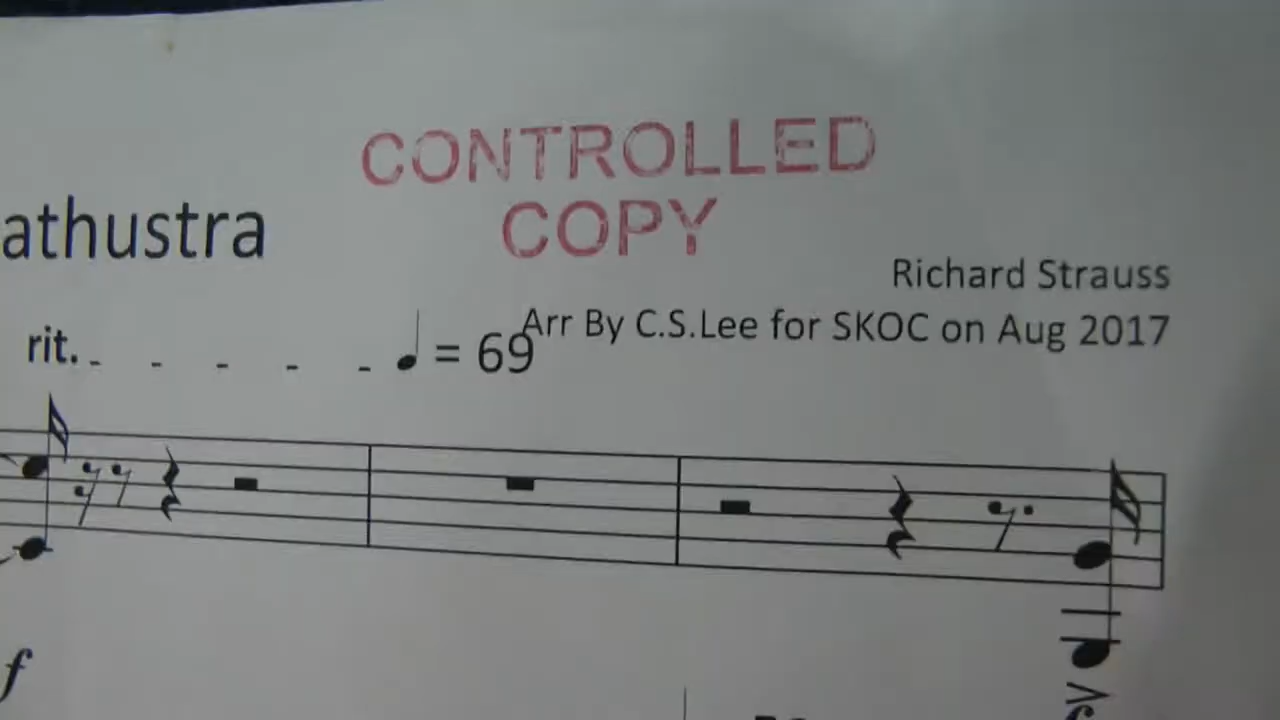 CONTROLLED
COPY
athustra
Richard Strauss
Arr By C.S.Lee for SKOC on Aug 2017
rit. - - - - - ♩ = 69
f